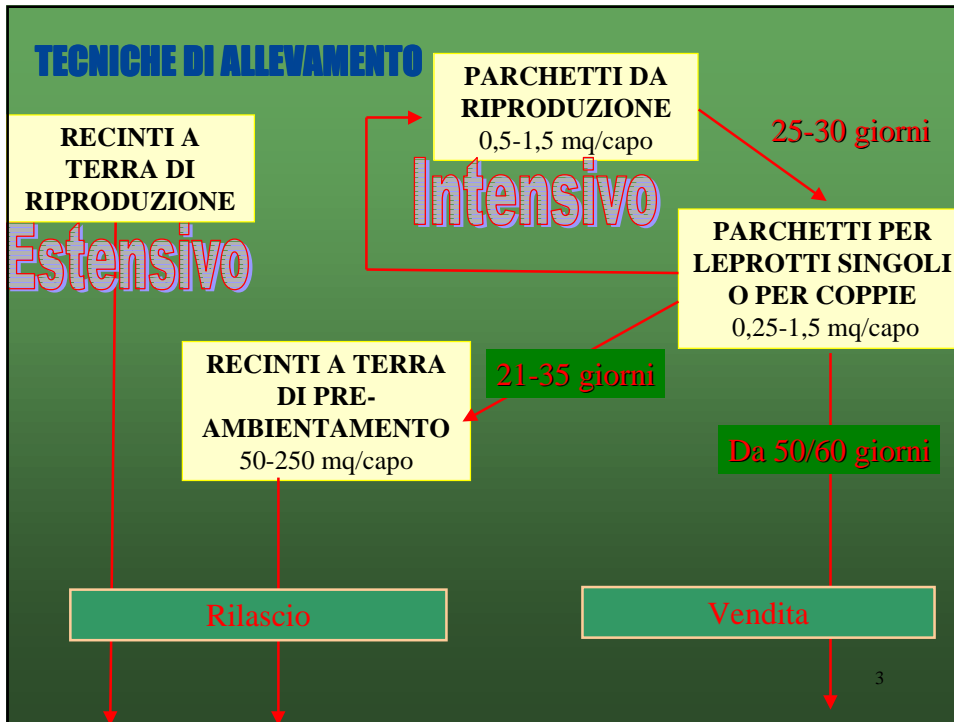 TECNICHE DI ALLEVAMENTO
RECINTI A
TERRA DI
RIPRODUZIONE
Estensivo
PARCHETTI DA
RIPRODUZIONE
0,5-1,5 mq/capo
Intensivo
25-30 giorni
PARCHETTI PER
LEPROTTI SINGOLI
O PER COPPIE
0,25-1,5 mq/capo
RECINTI A TERRA
DI PRE-
AMBIENTAMENTO
50-250 mq/capo
21-35 giorni
Da 50/60 giorni
Rilascio
Vendita
3